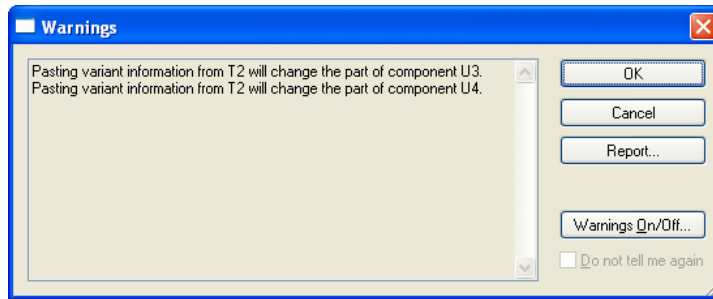 Warnings
Pasting variant information from T2 will change the part of component U3.
Pasting variant information from T2 will change the part of component U4.
OK
Cancel
Report...
Warnings On/Off...
Do not tell me again